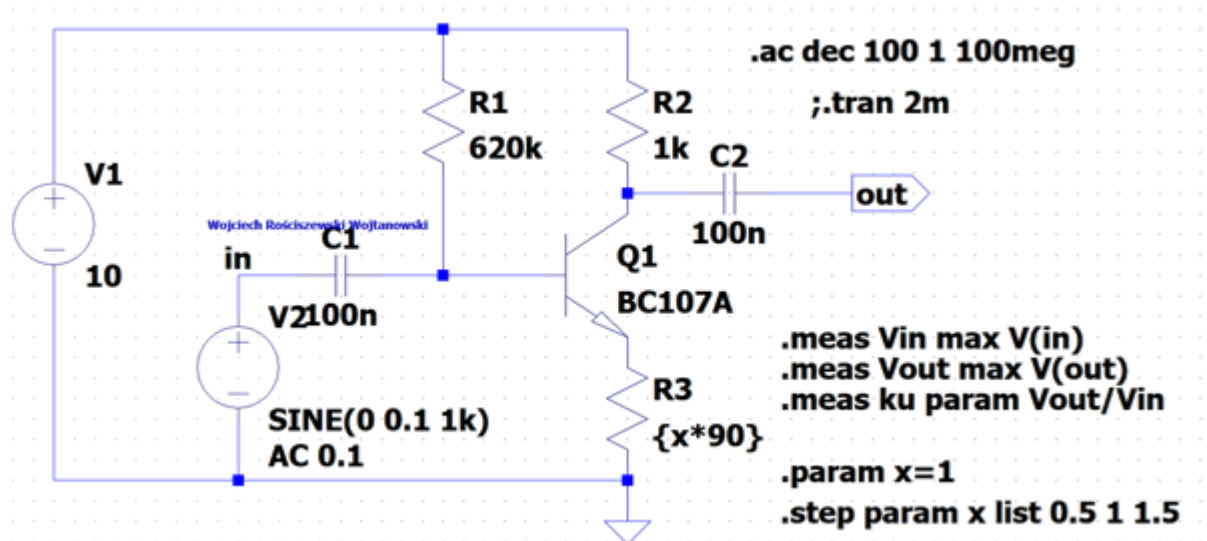 .ac dec 100 1 100meg
;.tran 2m
R1
620k
R2
1k
C2
100n
out
V1
10
Wojciech Rościszewski Wojtanowski
in
C1
100n
V2
SINE(0 0.1 1k)
AC 0.1
Q1
BC107A
R3
{x*90}
.meas Vin max V(in)
.meas Vout max V(out)
.meas ku param Vout/Vin
.param x=1
.step param x list 0.5 1 1.5